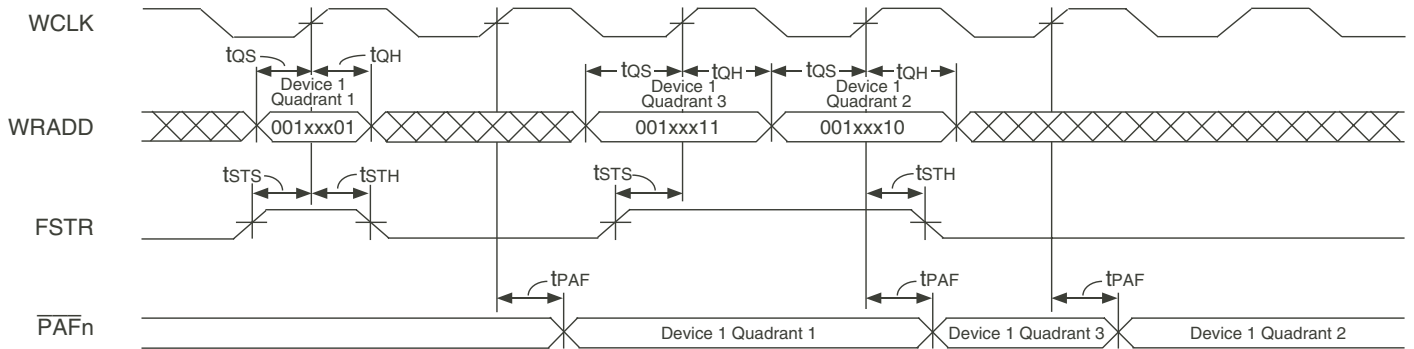 WCLK
tQS
tQH
tQS
tQH
tQS
tQH
Device 1
Quadrant 1
Device 1
Quadrant 3
Device 1
Quadrant 2
WRADD
001xxx01
001xxx11
001xxx10
tSTS
tSTH
tSTS
tSTH
FSTR
tPAF
tPAF
tPAF
PAFn
Device 1 Quadrant 1
Device 1 Quadrant 3
Device 1 Quadrant 2